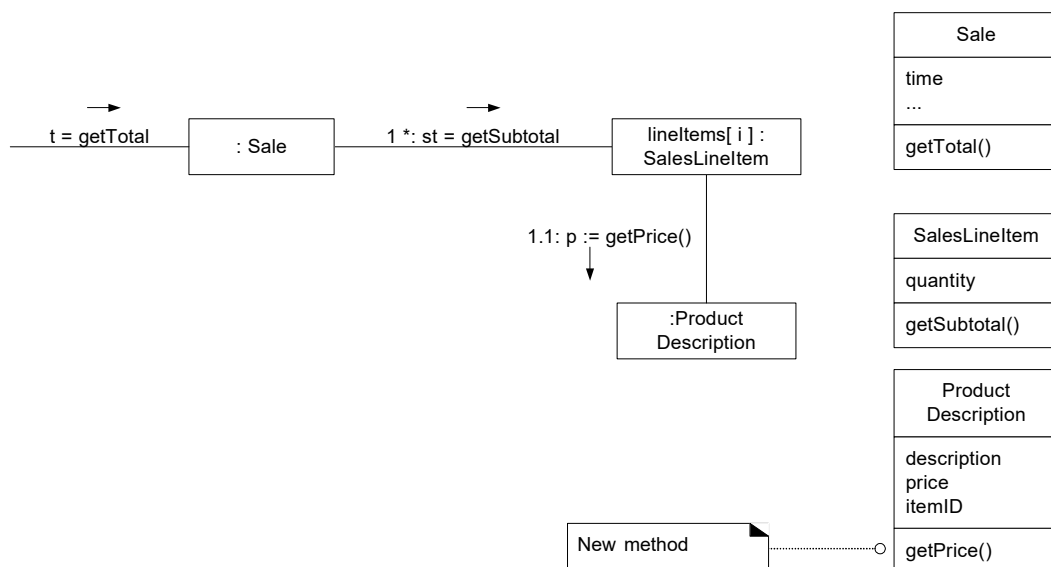 t = getTotal
: Sale
1 *: st = getSubtotal
lineItems[ i ] :
SalesLineItem
1.1: p := getPrice()
:Product
Description
Sale
time
...
getTotal()
SalesLineItem
quantity
getSubtotal()
Product
Description
description
price
itemID
getPrice()
New method